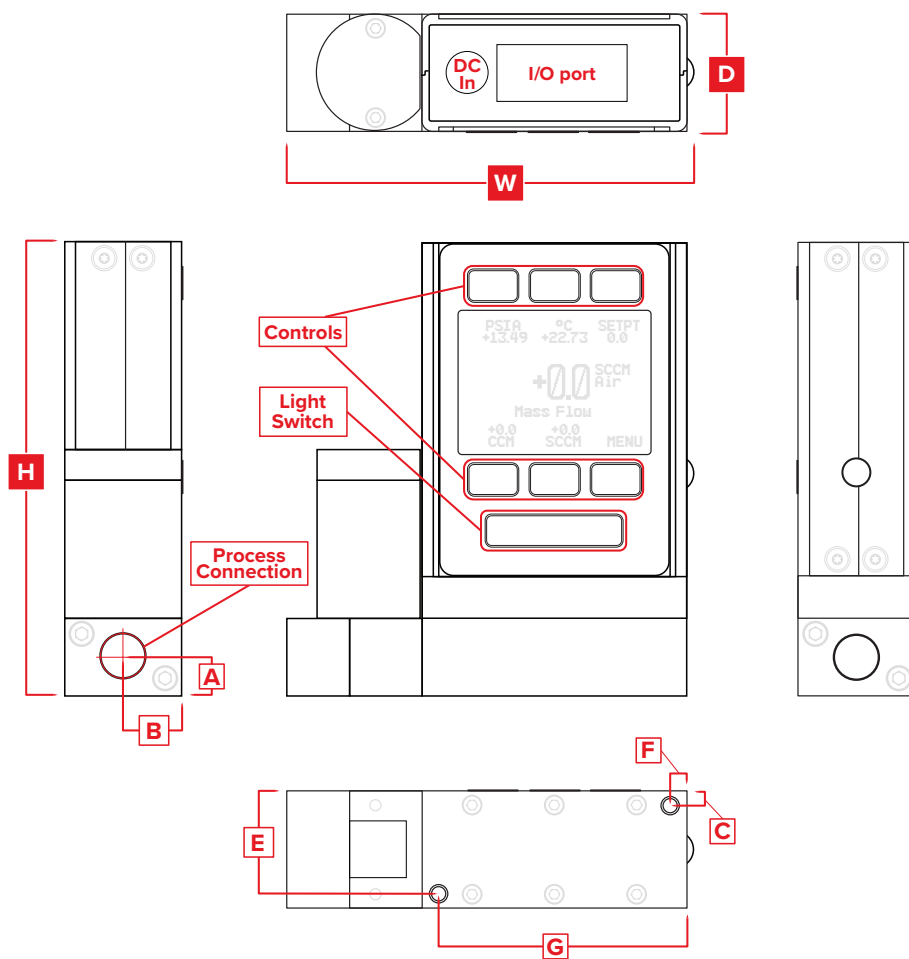 DC
In
I/O port
D
W
H
Controls
Light
Switch
PSIA ºC SETPT
+13.49 +22.73 0.0
+0.0 SCCM
Air
Mass Flow
+0.0 +0.0
CCM SCCM MENU
Process
Connection
A
B
F
C
E
G